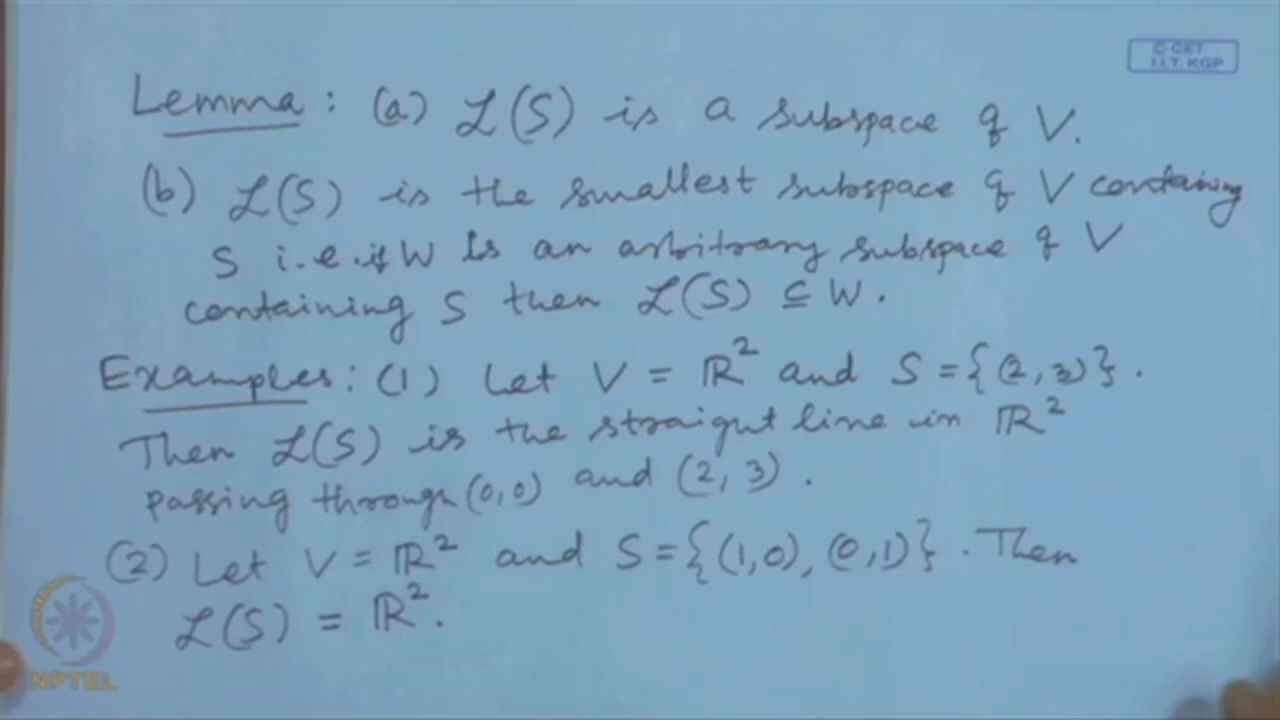 © CET
I.I.T. KGP
Lemma : (a) ℒ(S) is a subspace of V.
(b) ℒ(S) is the smallest subspace of V containing
S i.e. if W is an arbitrary subspace of V
containing S then ℒ(S) ⊆ W.
Examples : (1) Let V = ℝ² and S = {(2,3)}.
Then ℒ(S) is the straight line in ℝ²
passing through (0,0) and (2,3).
(2) Let V = ℝ² and S = {(1,0), (0,1)}. Then
ℒ(S) = ℝ².
NPTEL